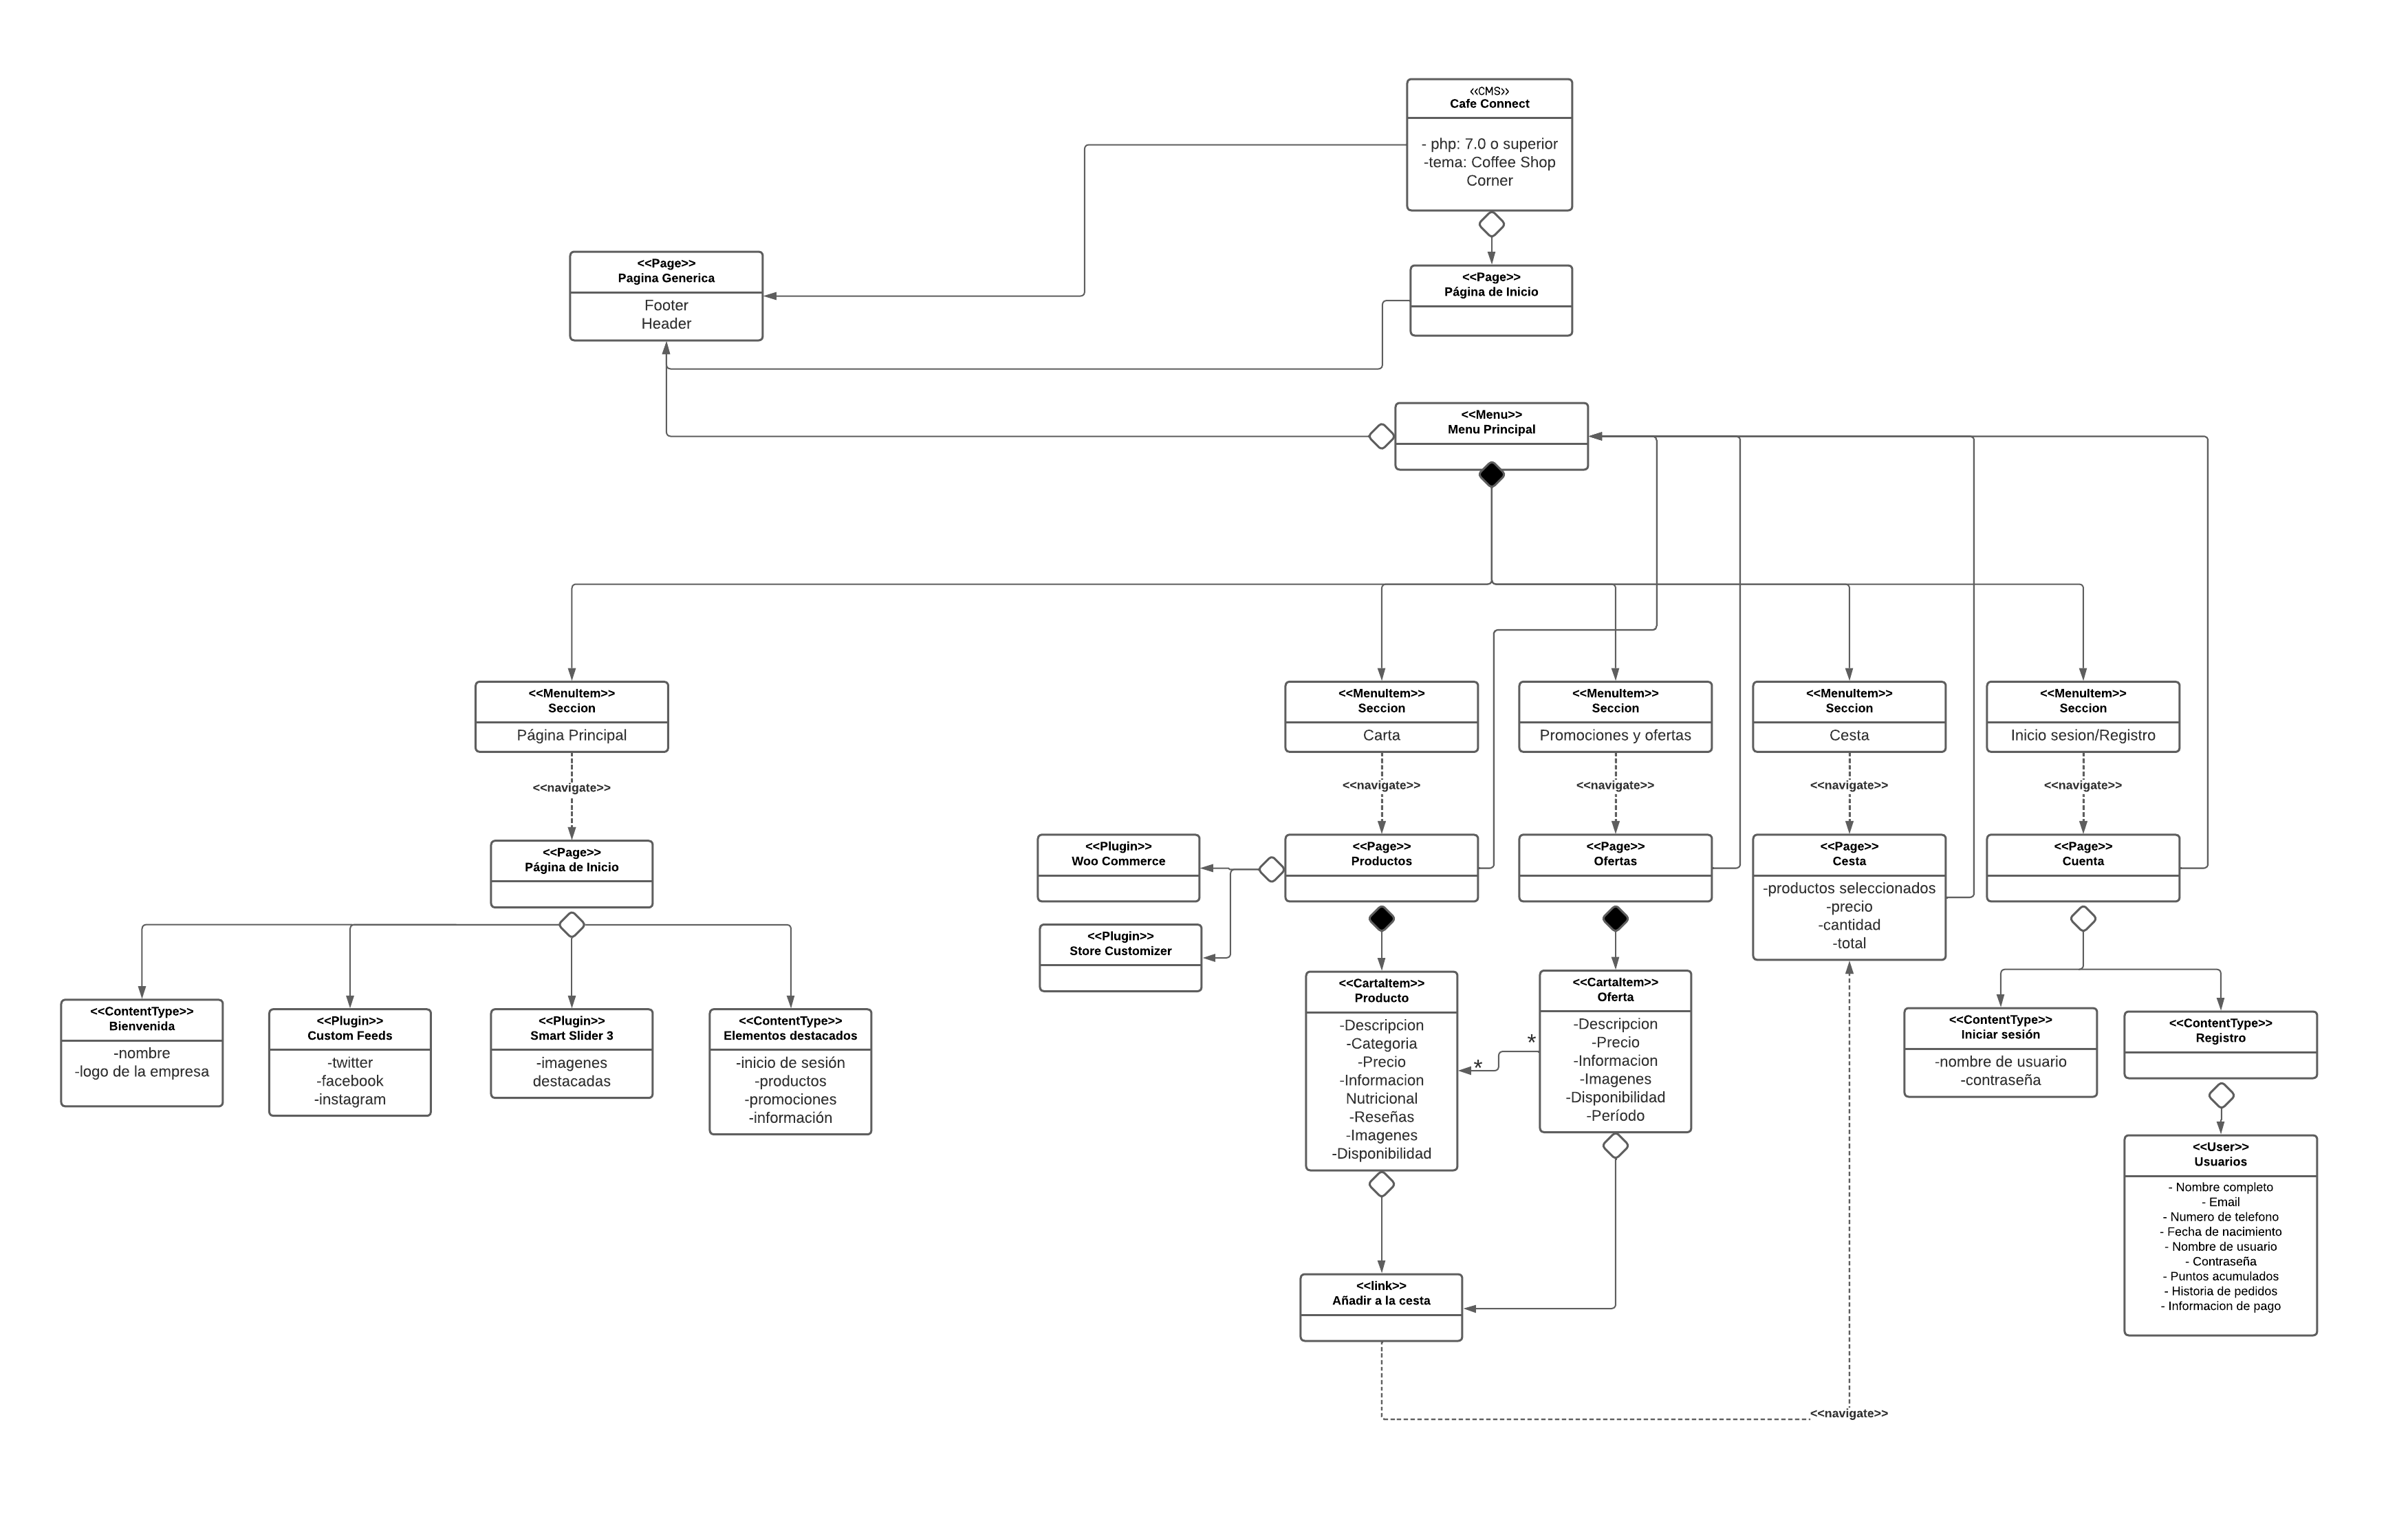 ‹‹CMS››
Cafe Connect
- php: 7.0 o superior
-tema: Coffee Shop
Corner
<<Page>>
Pagina Generica
Footer
Header
<<Page>>
Página de Inicio
<<Menu>>
Menu Principal
<<MenuItem>>
Seccion
Página Principal
<<MenuItem>>
Seccion
Carta
<<MenuItem>>
Seccion
Promociones y ofertas
<<MenuItem>>
Seccion
Cesta
<<MenuItem>>
Seccion
Inicio sesion/Registro
<<navigate>>
<<navigate>>
<<navigate>>
<<navigate>>
<<navigate>>
<<Page>>
Página de Inicio
<<Plugin>>
Woo Commerce
<<Plugin>>
Store Customizer
<<Page>>
Productos
<<Page>>
Ofertas
<<Page>>
Cesta
-productos seleccionados
-precio
-cantidad
-total
<<Page>>
Cuenta
<<ContentType>>
Bienvenida
-nombre
-logo de la empresa
<<Plugin>>
Custom Feeds
-twitter
-facebook
-instagram
<<Plugin>>
Smart Slider 3
-imagenes
destacadas
<<ContentType>>
Elementos destacados
-inicio de sesión
-productos
-promociones
-información
<<CartaItem>>
Producto
-Descripcion
-Categoria
-Precio
-Informacion
Nutricional
-Reseñas
-Imagenes
-Disponibilidad
*
*
<<CartaItem>>
Oferta
-Descripcion
-Precio
-Informacion
-Imagenes
-Disponibilidad
-Período
<<ContentType>>
Iniciar sesión
-nombre de usuario
-contraseña
<<ContentType>>
Registro
<<User>>
Usuarios
- Nombre completo
- Email
- Numero de telefono
- Fecha de nacimiento
- Nombre de usuario
- Contraseña
- Puntos acumulados
- Historia de pedidos
- Informacion de pago
<<link>>
Añadir a la cesta
<<navigate>>